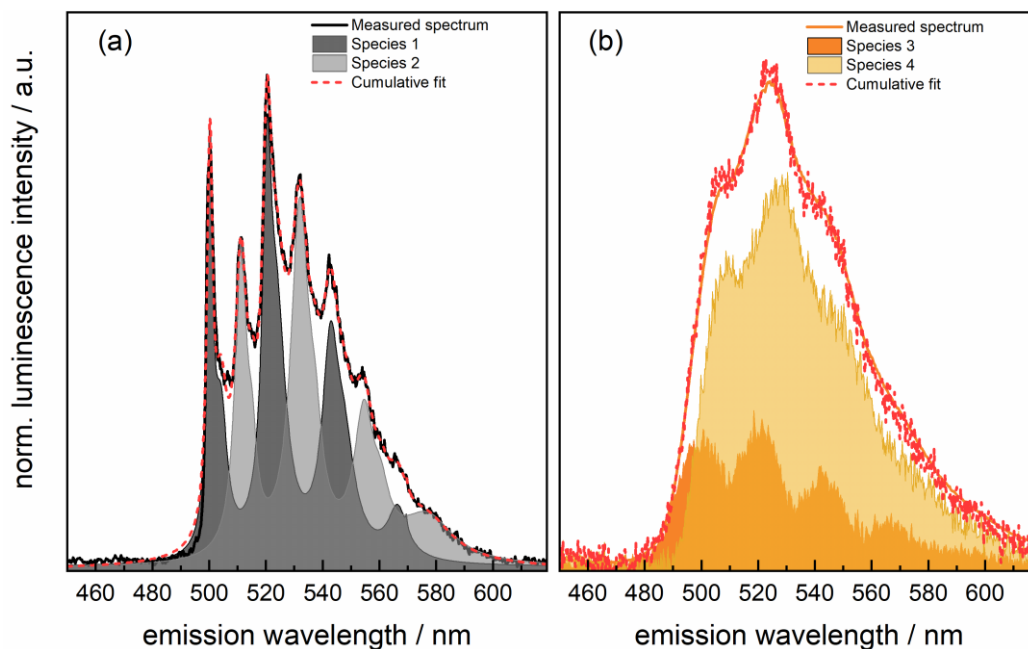 (a)
Measured spectrum
Species 1
Species 2
Cumulative fit
(b)
Measured spectrum
Species 3
Species 4
Cumulative fit
norm. luminescence intensity / a.u.
460 480 500 520 540 560 580 600
460 480 500 520 540 560 580 600
emission wavelength / nm
emission wavelength / nm